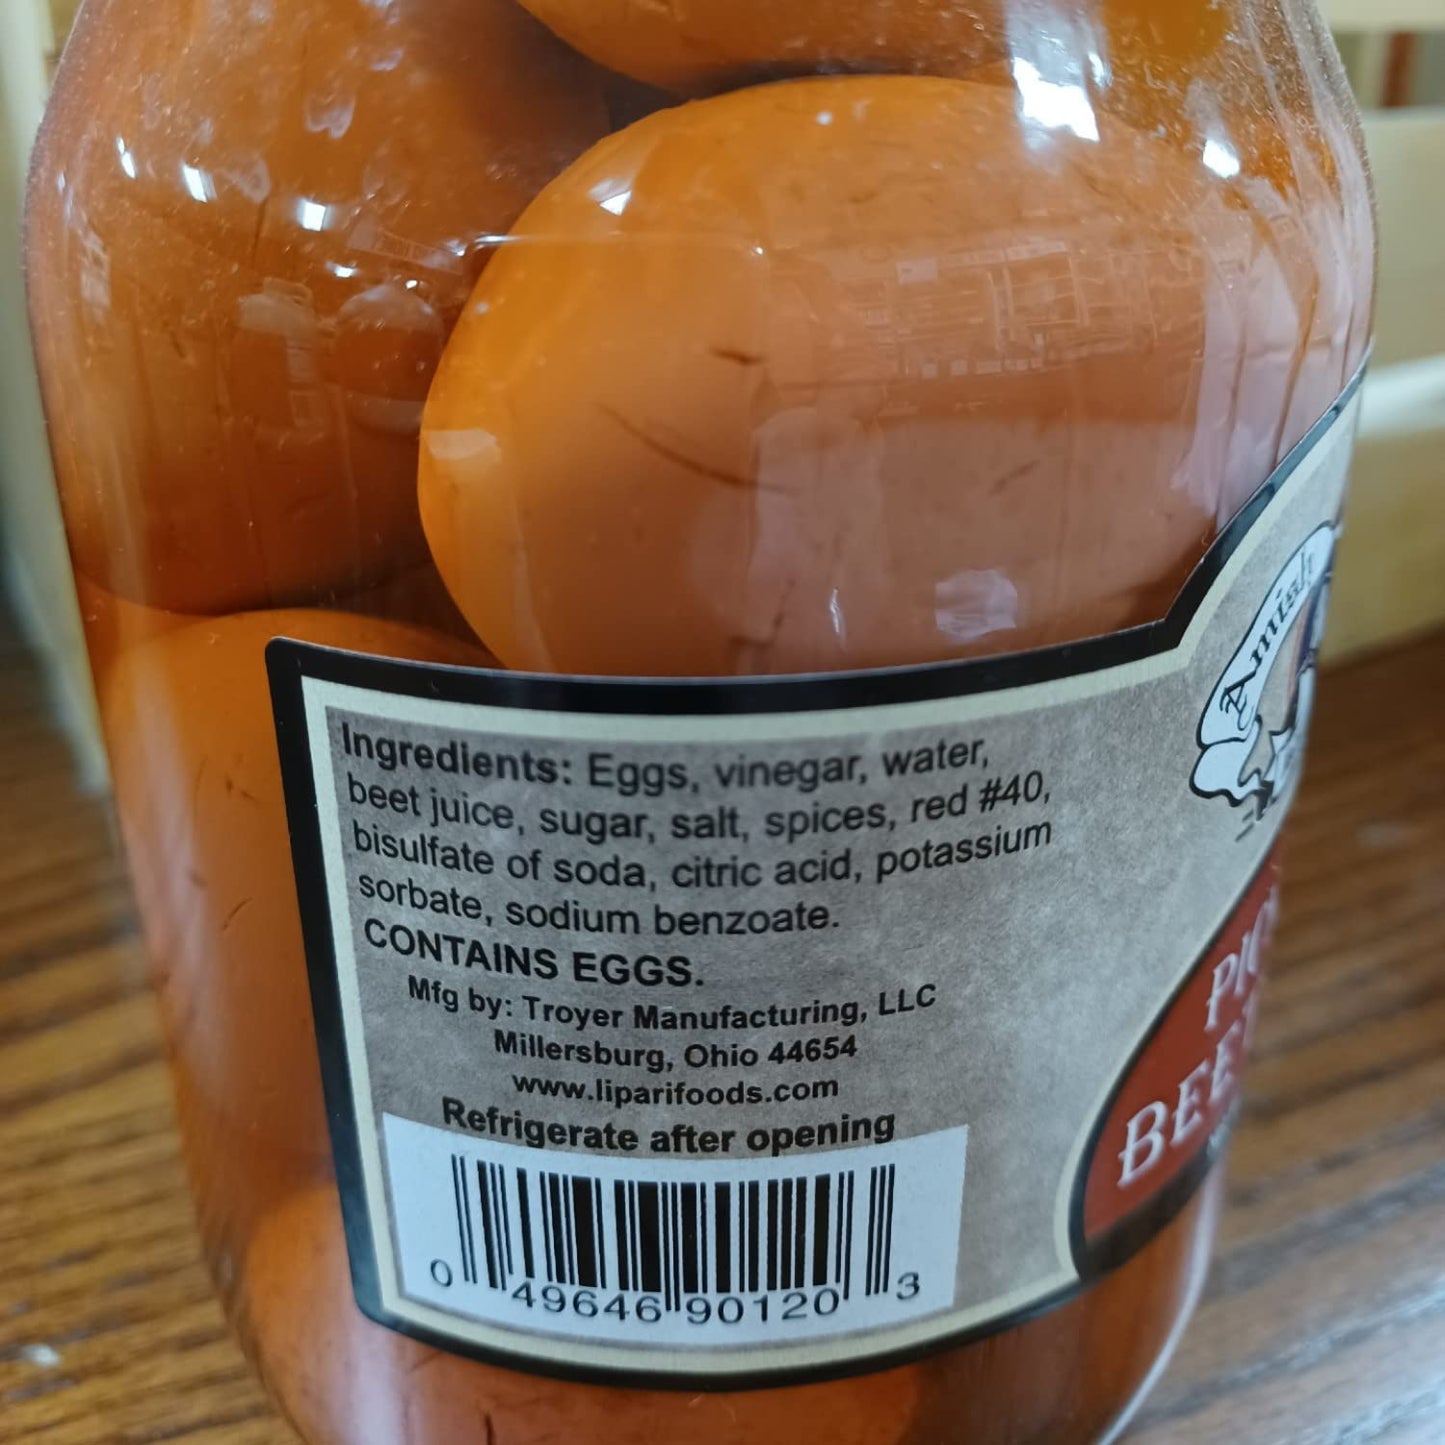 Ingredients: Eggs, vinegar, water,
beet juice, sugar, salt, spices, red #40,
bisulfate of soda, citric acid, potassium
sorbate, sodium benzoate.
CONTAINS EGGS.
Mfg by: Troyer Manufacturing, LLC
Millersburg, Ohio 44654
www.liparifoods.com
Refrigerate after opening
0 49646 90120 3
Amish